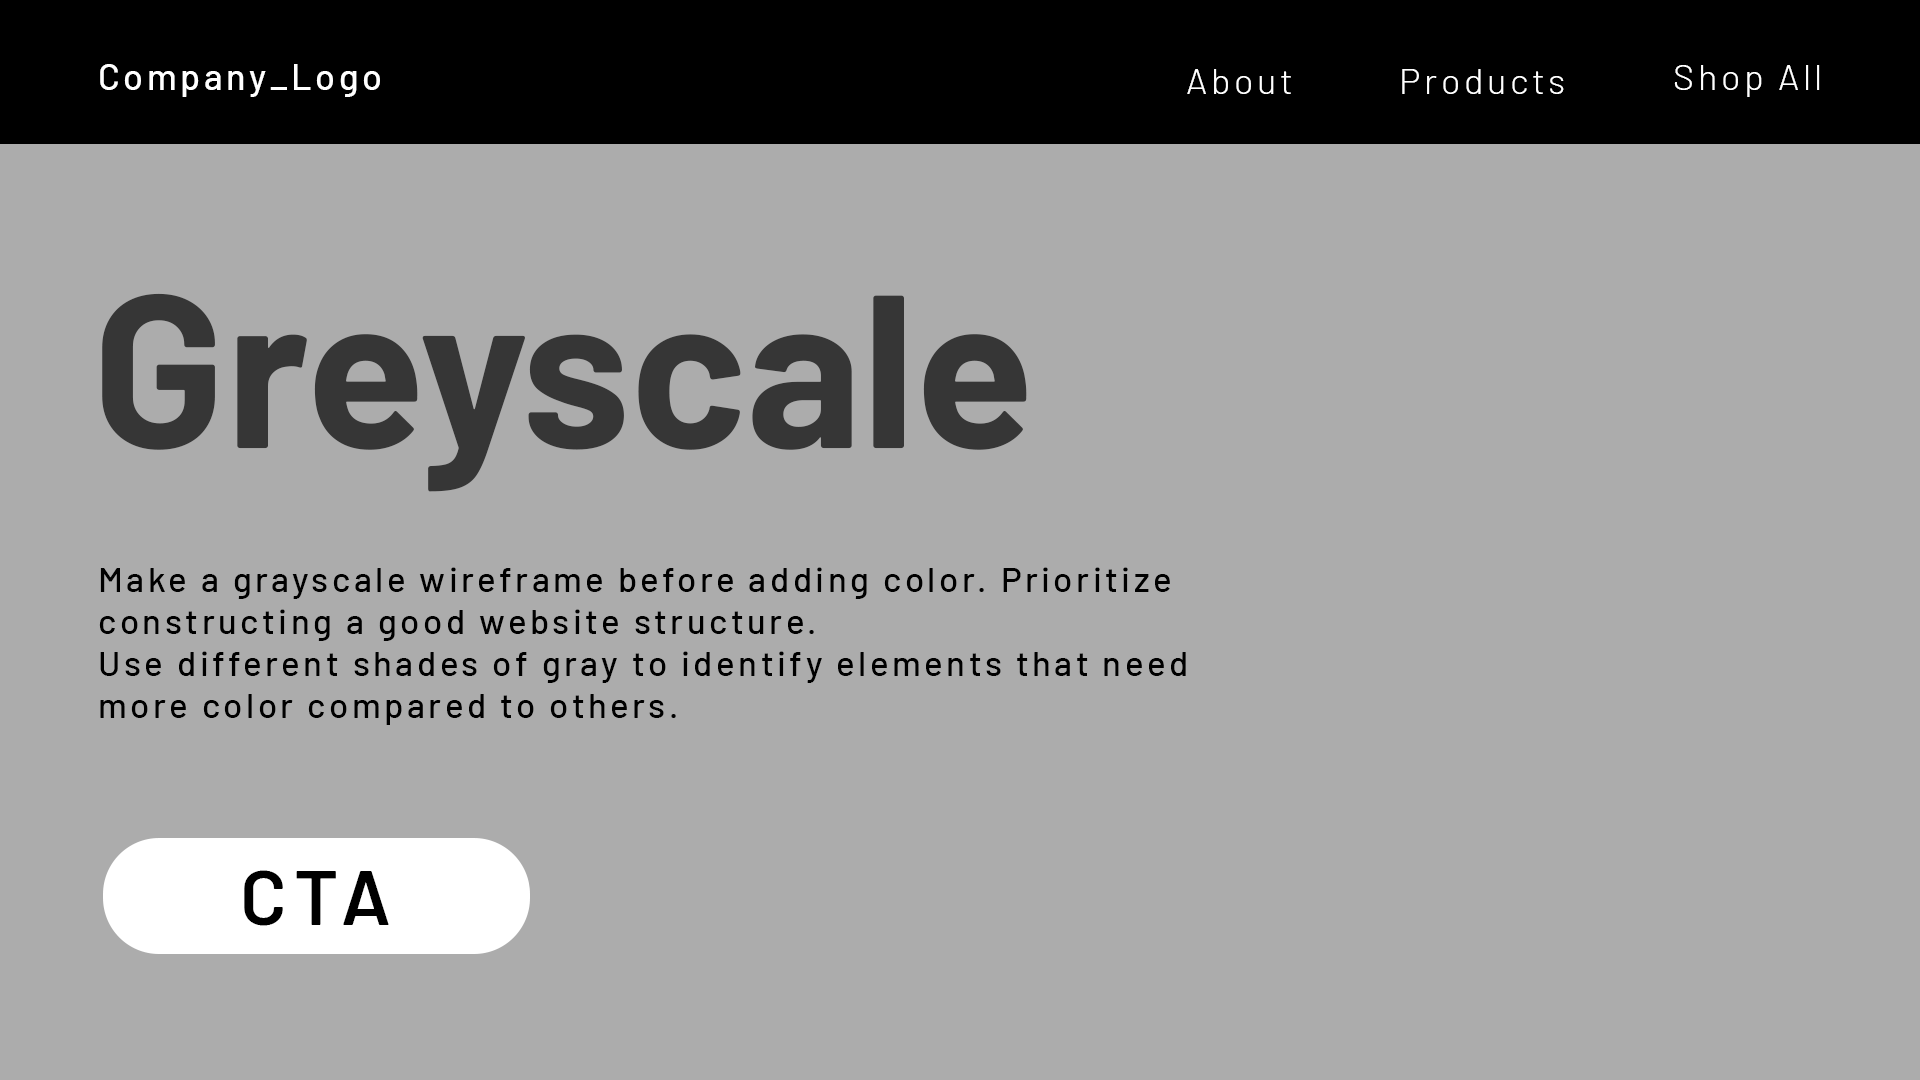 Company_Logo About Products Shop All
Greyscale
Make a grayscale wireframe before adding color. Prioritize
constructing a good website structure.
Use different shades of gray to identify elements that need
more color compared to others.
CTA